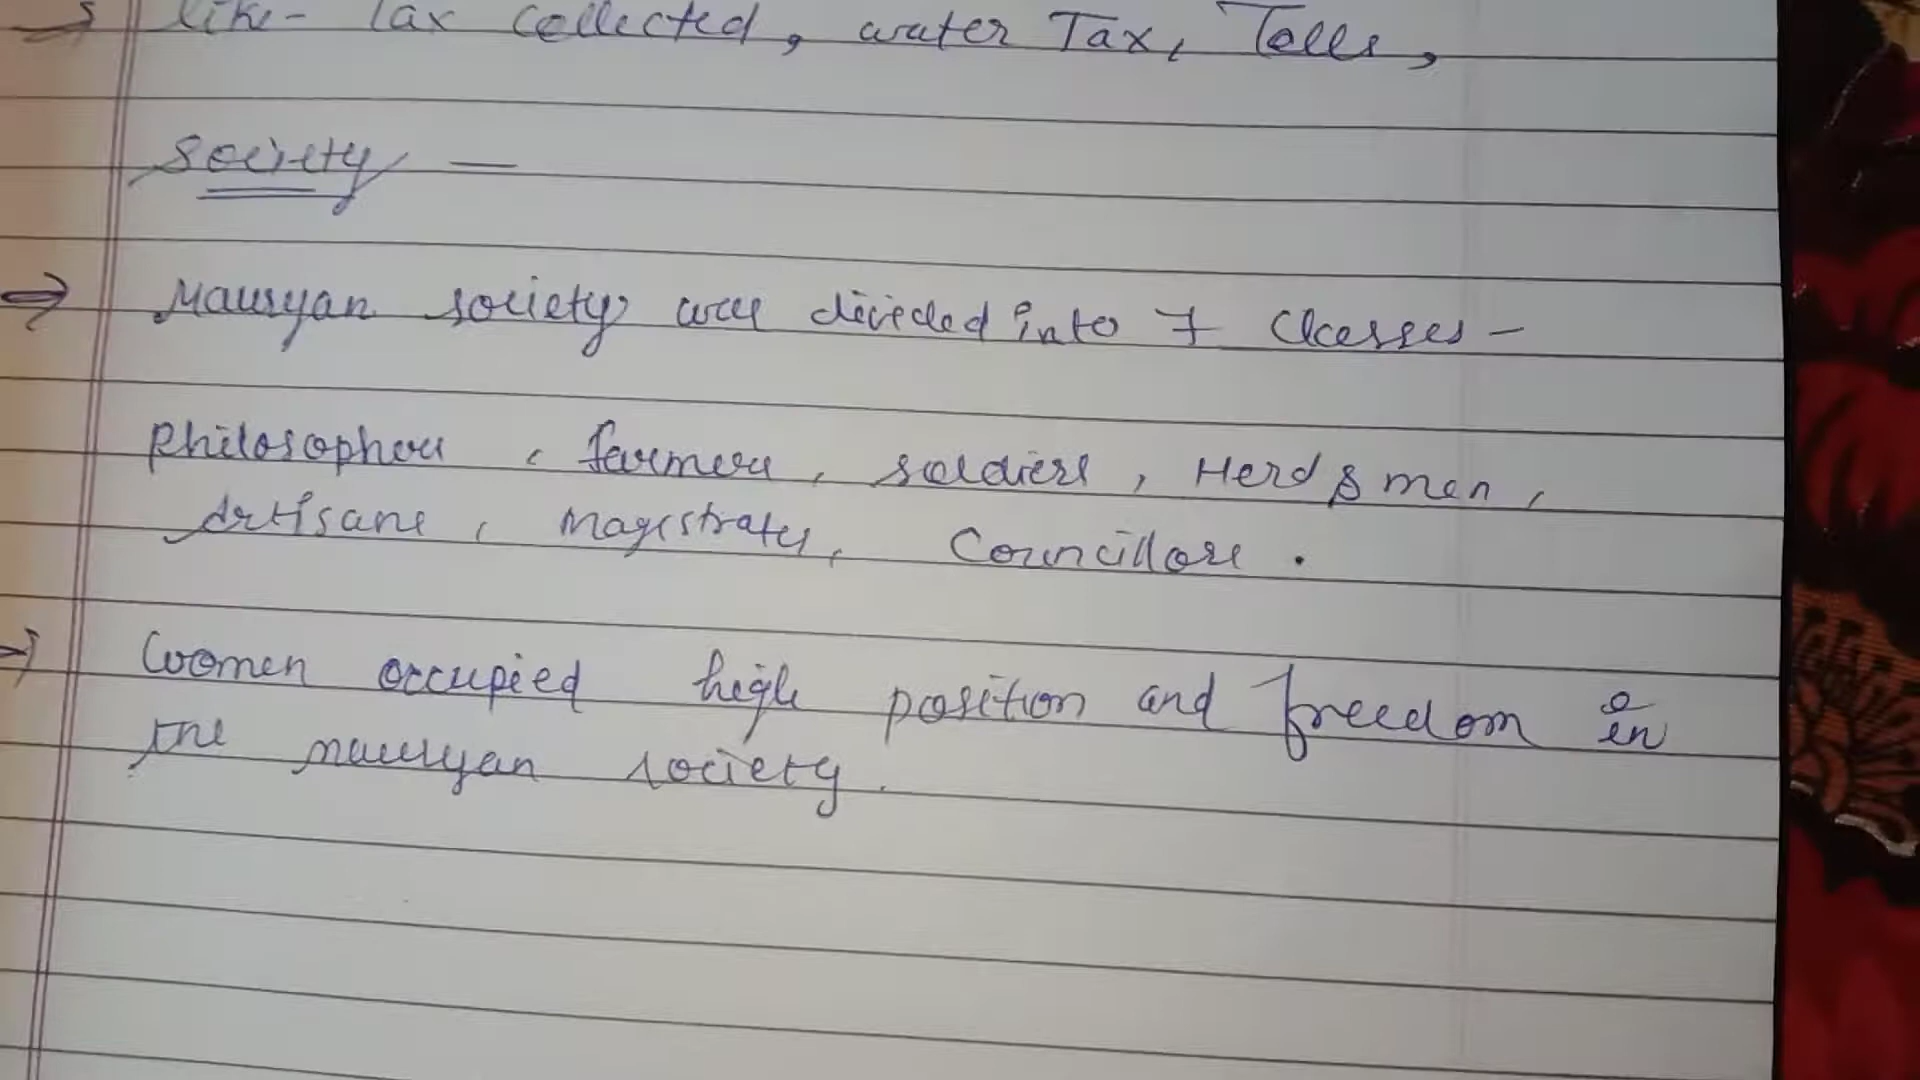 → like- Tax collected, water Tax, Tolls,
Society —
⇒ Mauryan society was divided into 7 classes -
Philosophers, farmers, soldiers, Herdsmen,
Artisans, Magistrates, Councillors.
→ Women occupied high position and freedom in
the mauryan society.